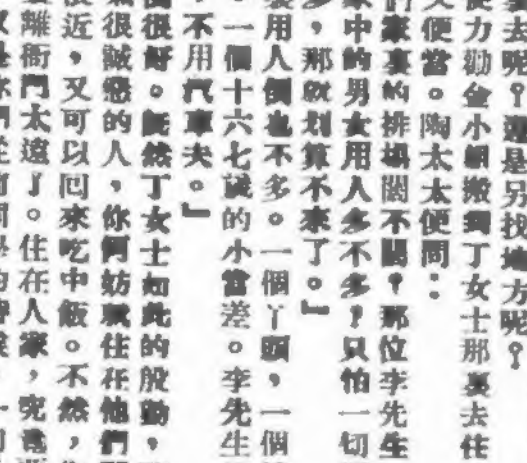 去呢？還是另找地方呢？
力勸金小姐搬到丁女士那裏去住
便當。陶太太便問：
們家裏的排場闊不闊？那位李先生
家中的男女用人多不多？只怕一切
多，那就划算不來了。』
用人倒也不多。一個丫頭，一個
。一個十六七歲的小當差。李先生
不用汽車夫。』
很好。既然丁女士如此的殷勤，
很誠懇的人，你何妨就住在他們
很近，又可以回來吃中飯。不然，
離衙門太遠了。住在人家，究竟